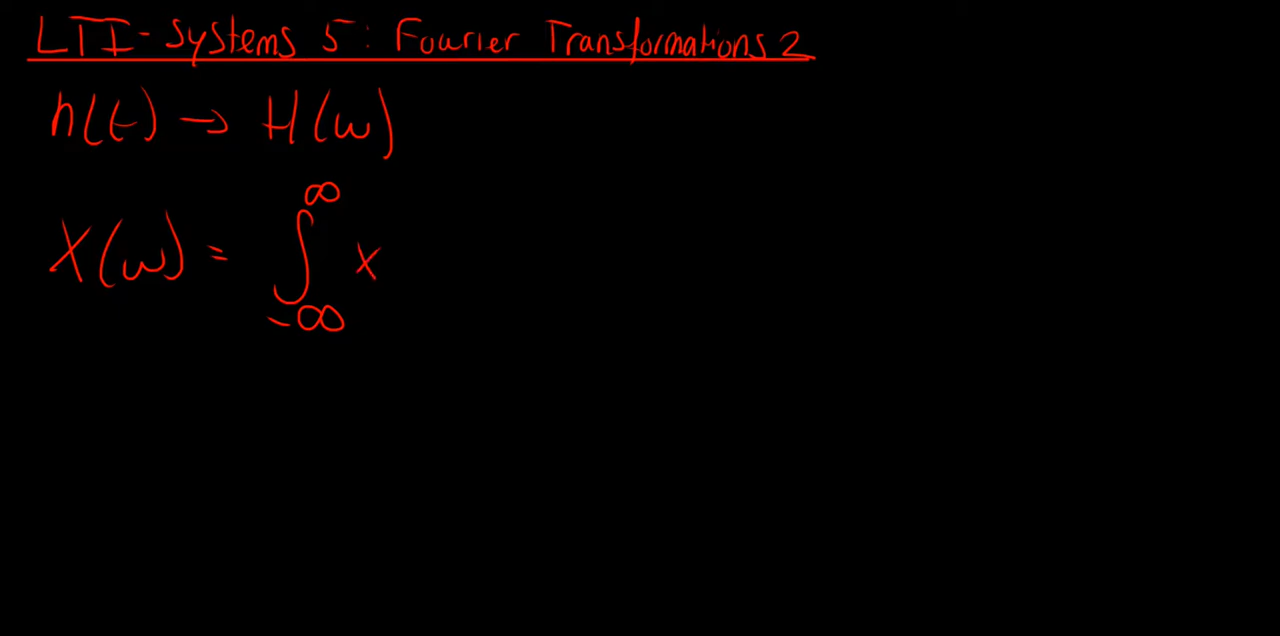 LTI-Systems 5: Fourier Transformations 2
h(t) → H(ω)
X(ω) = ∫_{-∞}^{∞} x